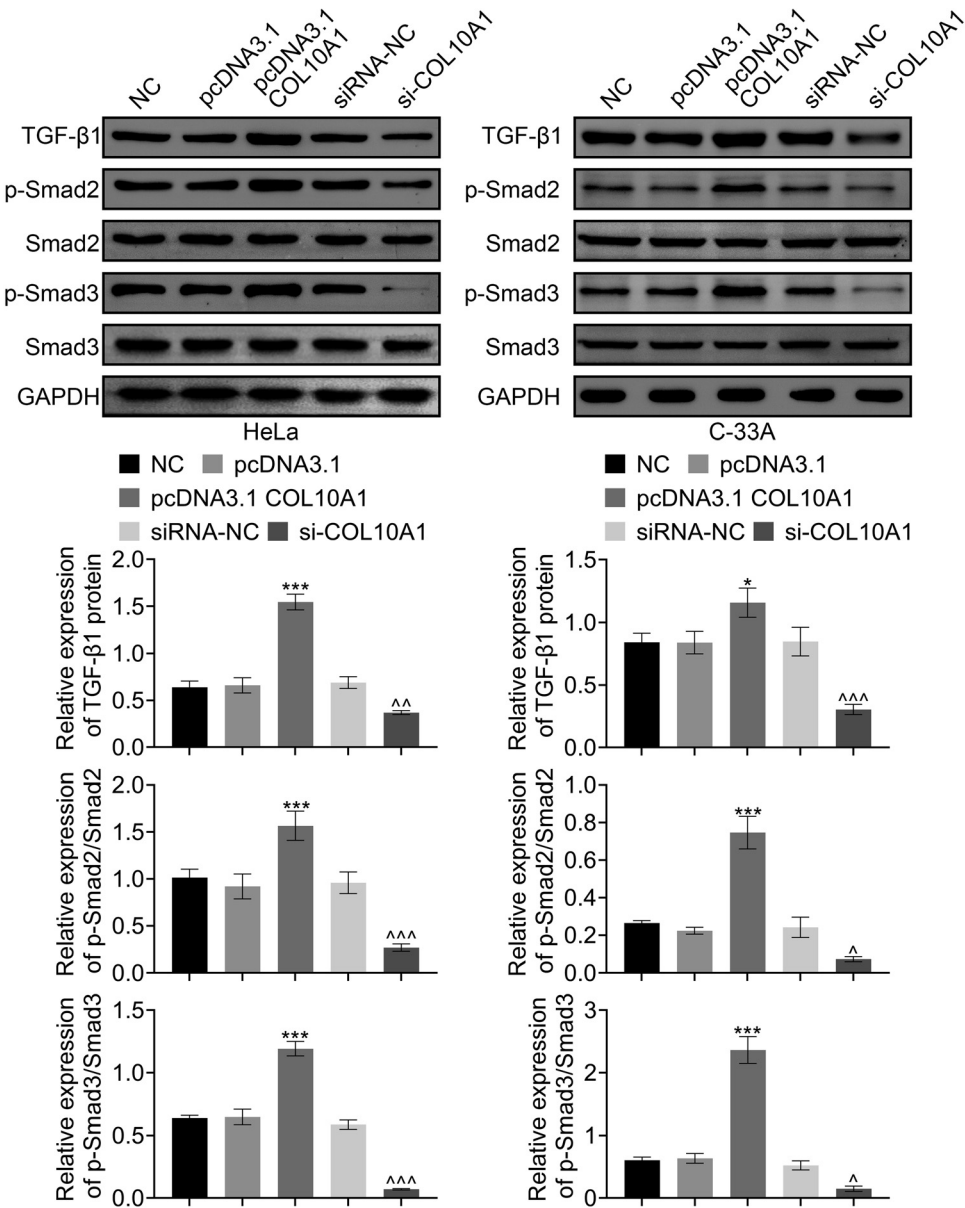 NC
pcDNA3.1
pcDNA3.1
COL10A1
siRNA-NC
si-COL10A1
TGF-β1
p-Smad2
Smad2
p-Smad3
Smad3
GAPDH
HeLa
NC
pcDNA3.1
pcDNA3.1
COL10A1
siRNA-NC
si-COL10A1
TGF-β1
p-Smad2
Smad2
p-Smad3
Smad3
GAPDH
C-33A
NC pcDNA3.1
pcDNA3.1 COL10A1
siRNA-NC si-COL10A1
NC pcDNA3.1
pcDNA3.1 COL10A1
siRNA-NC si-COL10A1
Relative expression
of TGF-β1 protein
2.0
1.5
1.0
0.5
0.0
***
^^
Relative expression
of TGF-β1 protein
1.5
1.0
0.5
0.0
*
^^^
Relative expression
of p-Smad2/Smad2
2.0
1.5
1.0
0.5
0.0
***
^^^
Relative expression
of p-Smad2/Smad2
0.8
0.6
0.4
0.2
0.0
***
^
Relative expression
of p-Smad3/Smad3
1.5
1.0
0.5
0.0
***
^^^
Relative expression
of p-Smad3/Smad3
3
2
1
0
***
^